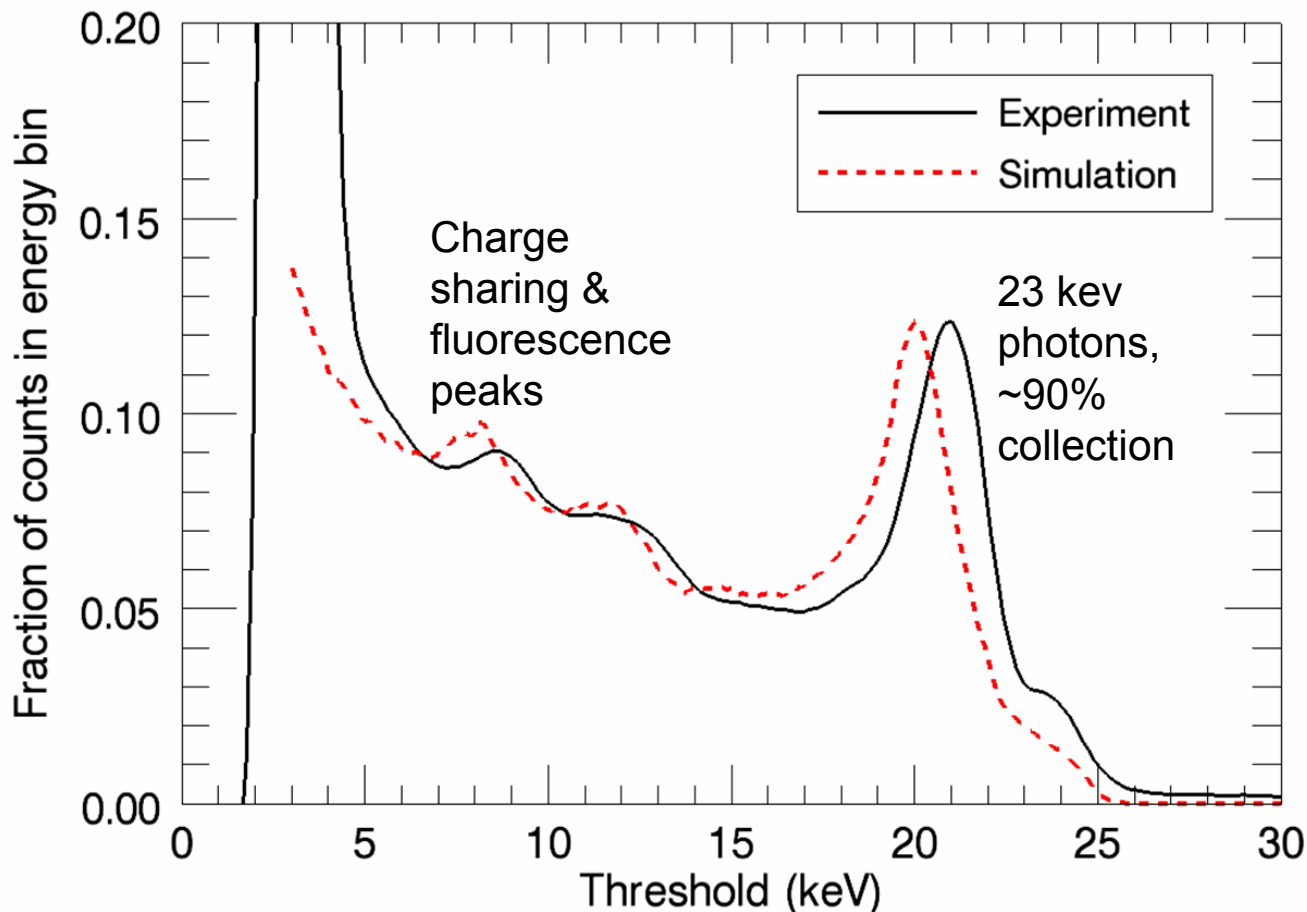 0.20
0.15
0.10
0.05
0.00
Fraction of counts in energy bin
Experiment
Simulation
Charge
sharing &
fluorescence
peaks
23 kev
photons,
~90%
collection
0 5 10 15 20 25 30
Threshold (keV)